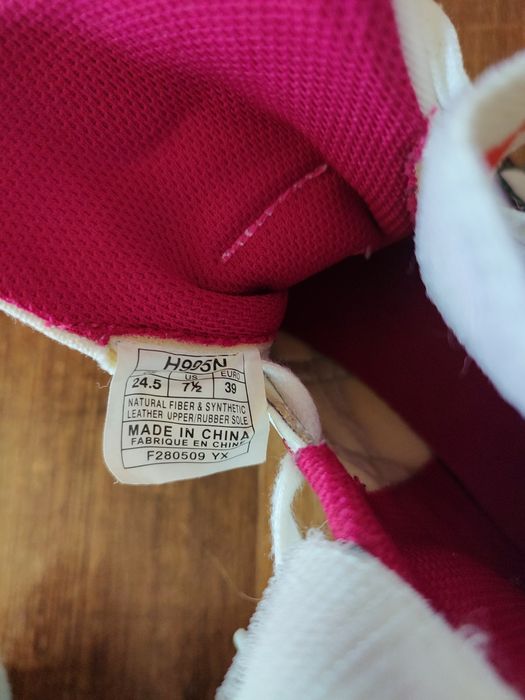 H995N
US EURO
24.5 7½ 39
NATURAL FIBER & SYNTHETIC
LEATHER UPPER/RUBBER SOLE
MADE IN CHINA
FABRIQUE EN CHINE
F280509 YX